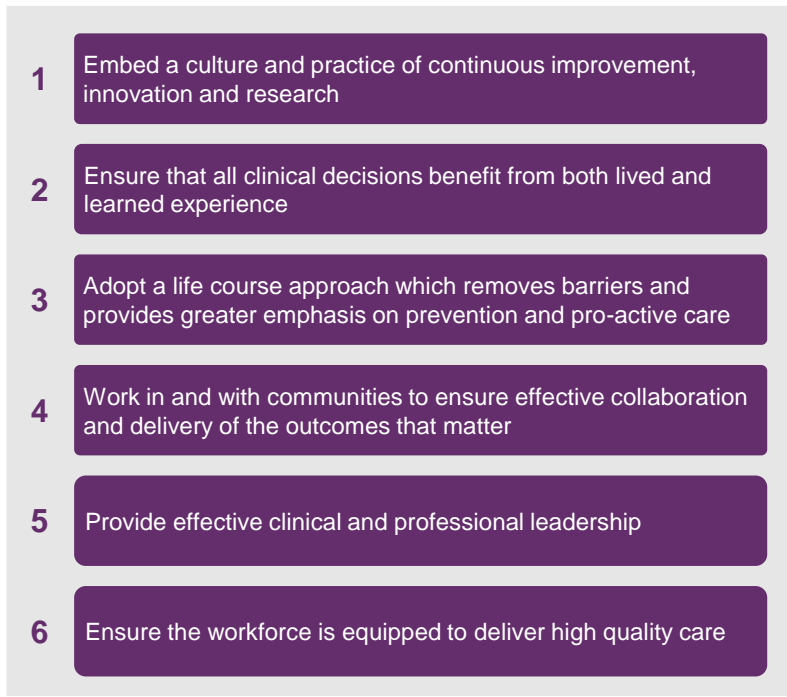 1
Embed a culture and practice of continuous improvement,
innovation and research
2
Ensure that all clinical decisions benefit from both lived and
learned experience
3
Adopt a life course approach which removes barriers and
provides greater emphasis on prevention and pro-active care
4
Work in and with communities to ensure effective collaboration
and delivery of the outcomes that matter
5
Provide effective clinical and professional leadership
6
Ensure the workforce is equipped to deliver high quality care